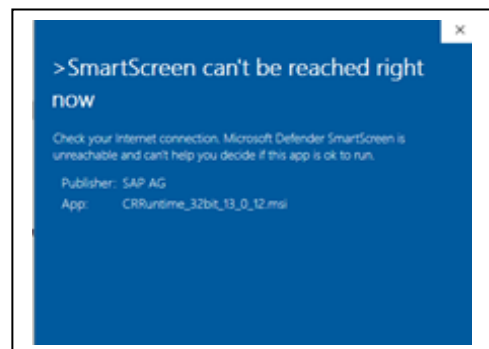 >SmartScreen can't be reached right
now
Check your Internet connection. Microsoft Defender SmartScreen is
unreachable and can't help you decide if this app is ok to run.
Publisher: SAP AG
App: CRRuntime_32bit_13_0_12.msi